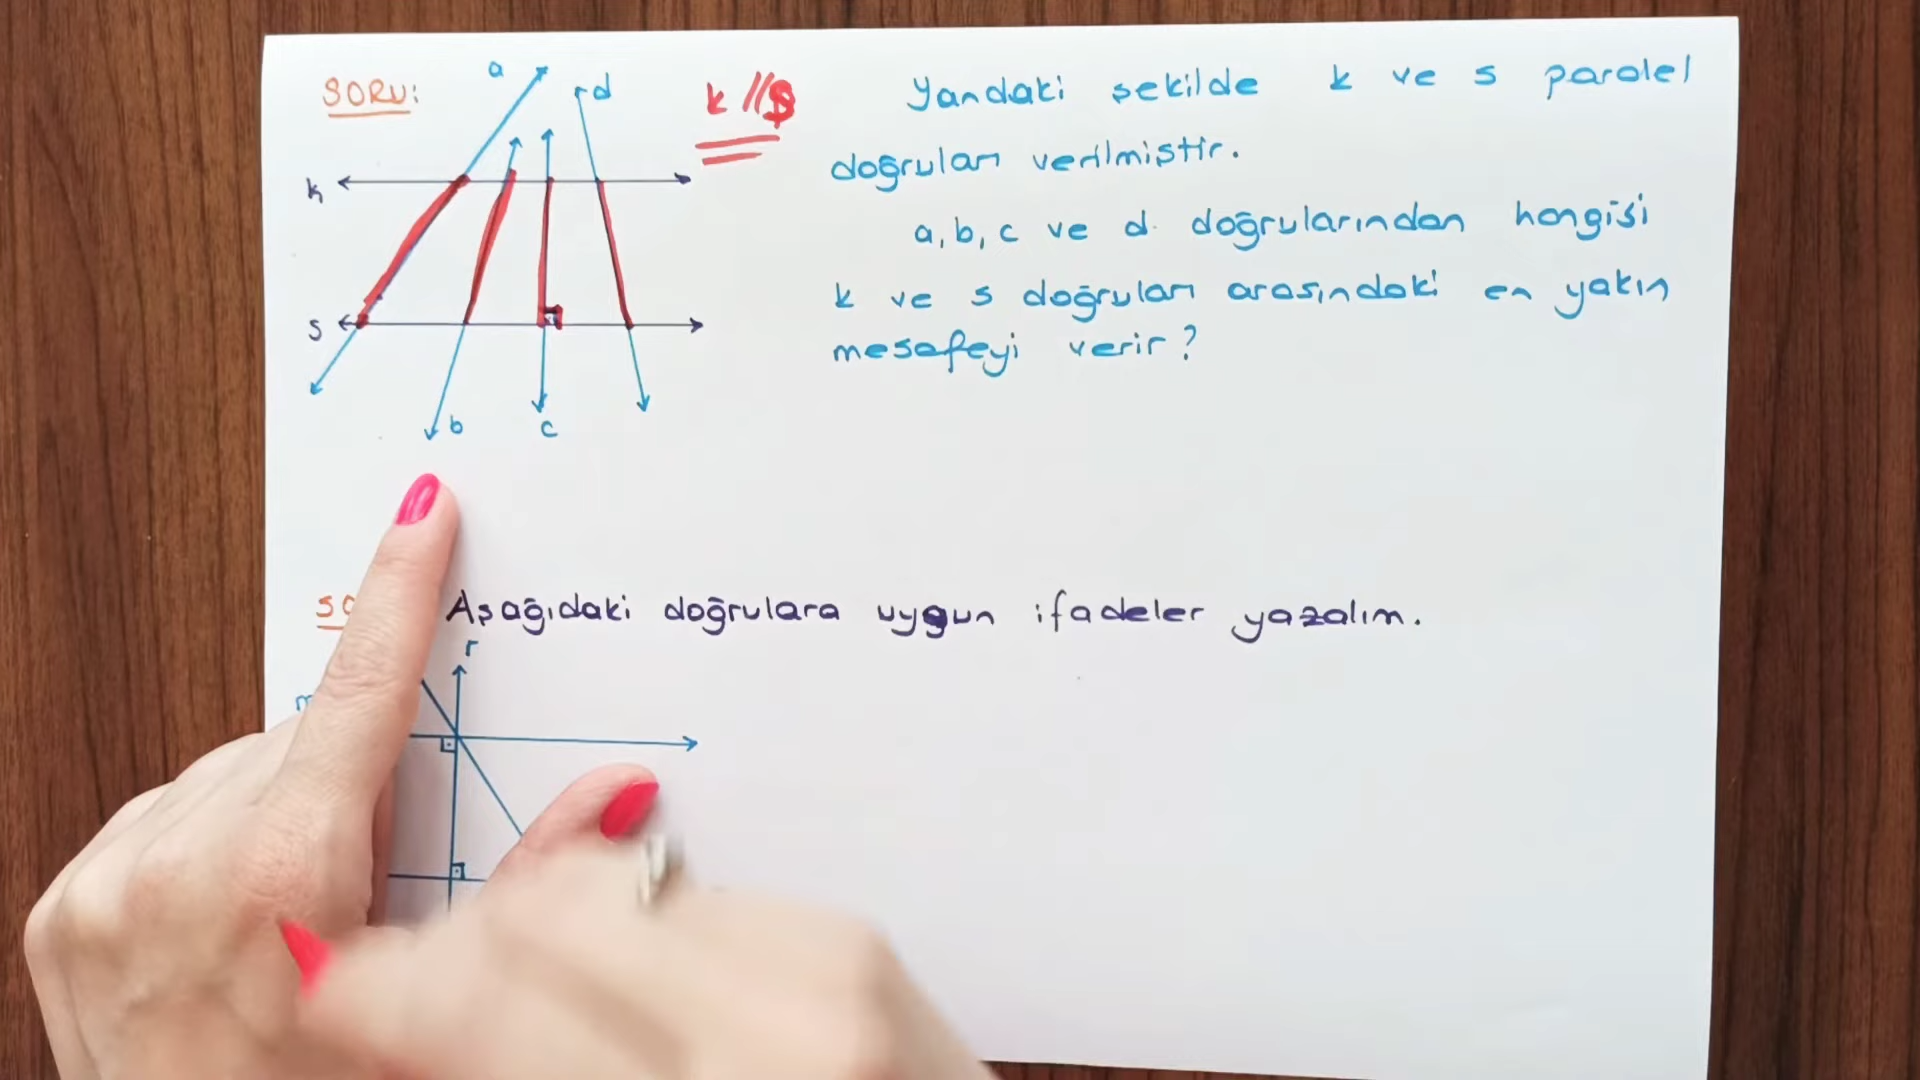 SORU:
a
d
k // s
k
s
b
c
Yandaki şekilde k ve s paralel
doğruları verilmiştir.
a, b, c ve d doğrularından hangisi
k ve s doğruları arasındaki en yakın
mesafeyi verir?
Aşağıdaki doğrulara uygun ifadeler yazalım.
r